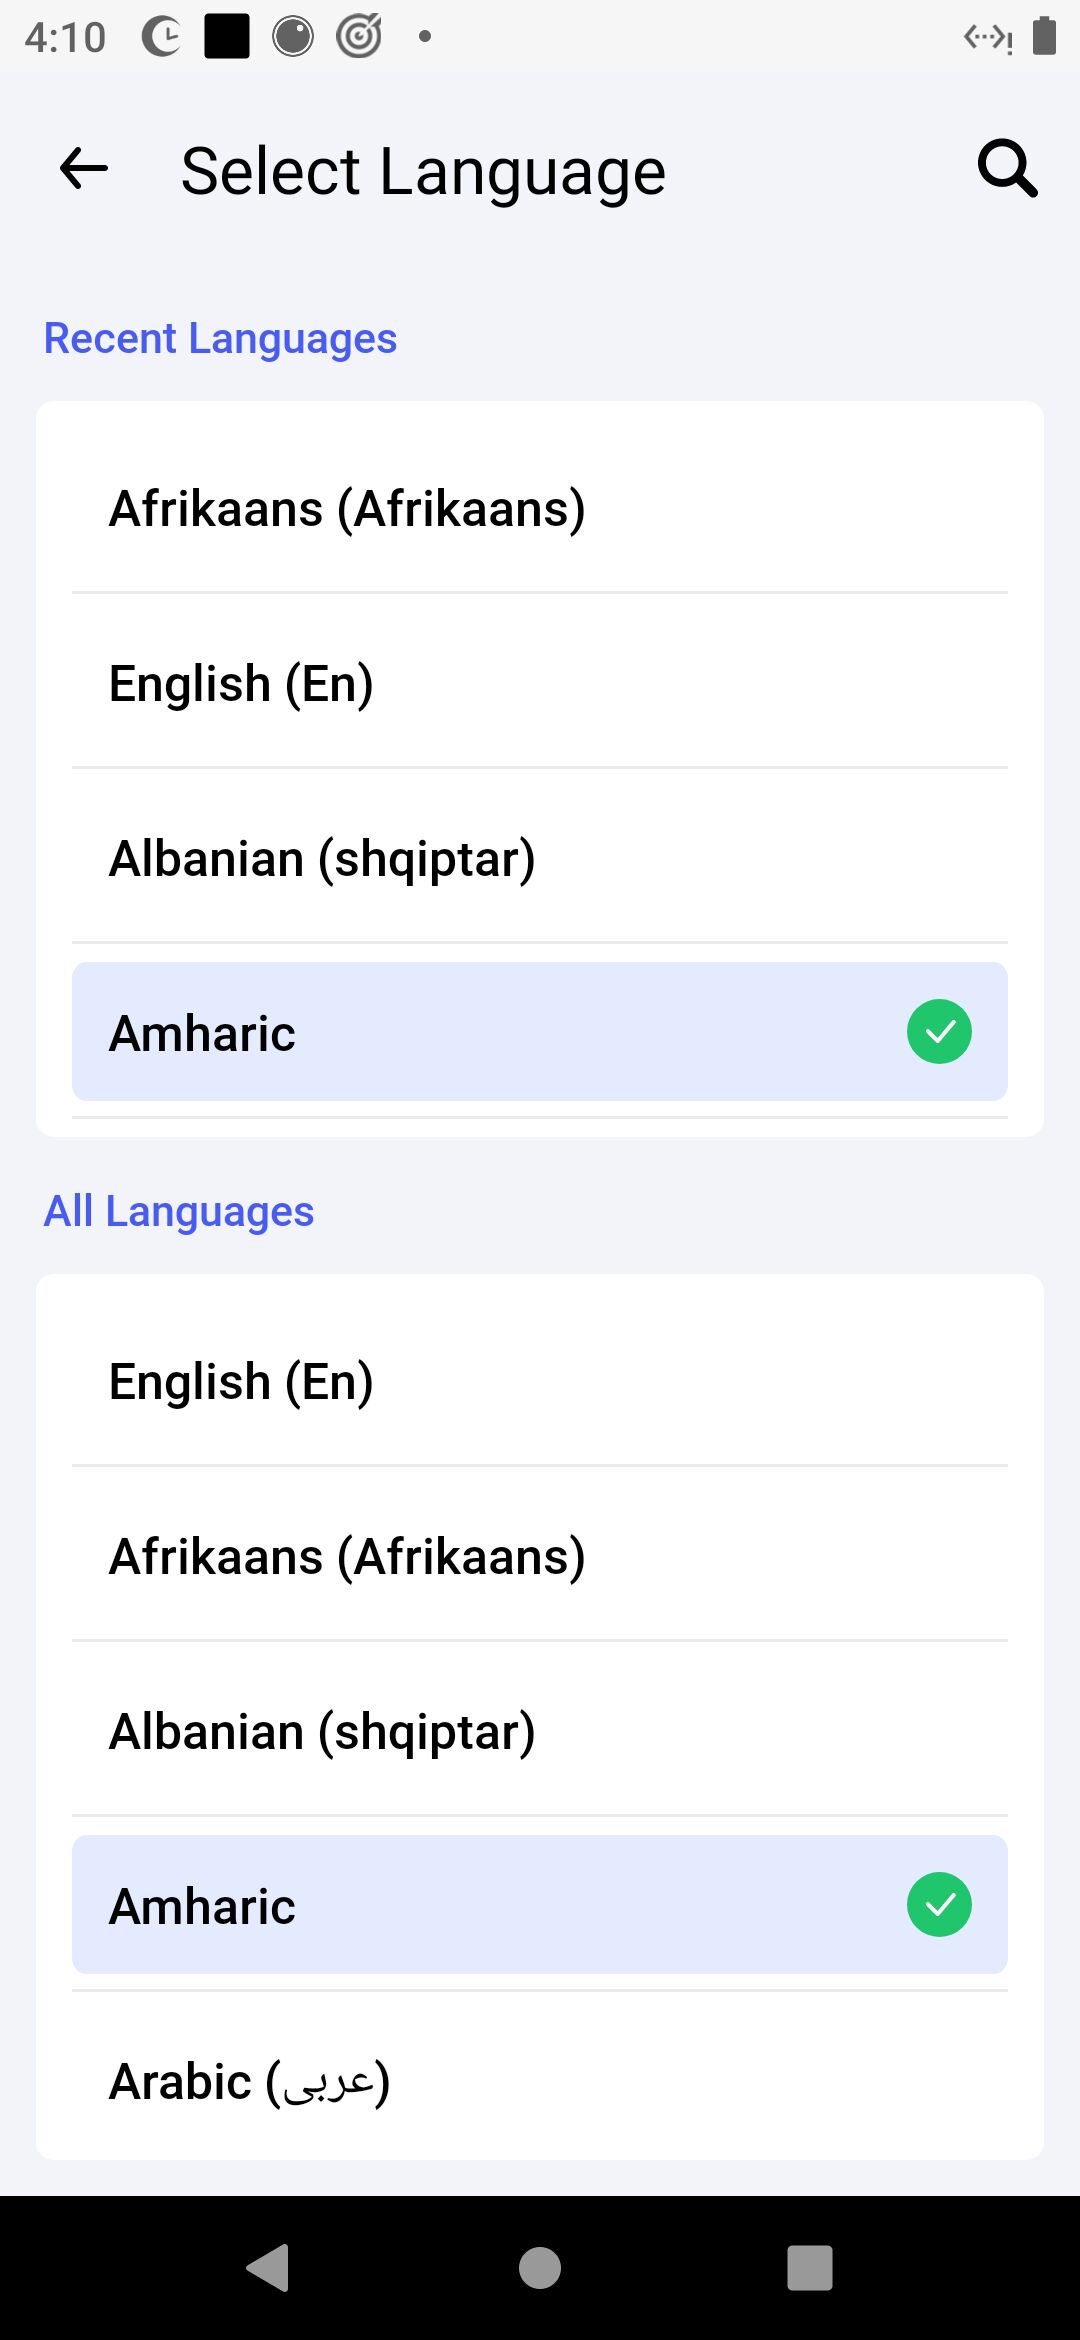 4:10
Select Language
Recent Languages
Afrikaans (Afrikaans)
English (En)
Albanian (shqiptar)
Amharic
All Languages
English (En)
Afrikaans (Afrikaans)
Albanian (shqiptar)
Amharic
Arabic (عربی)